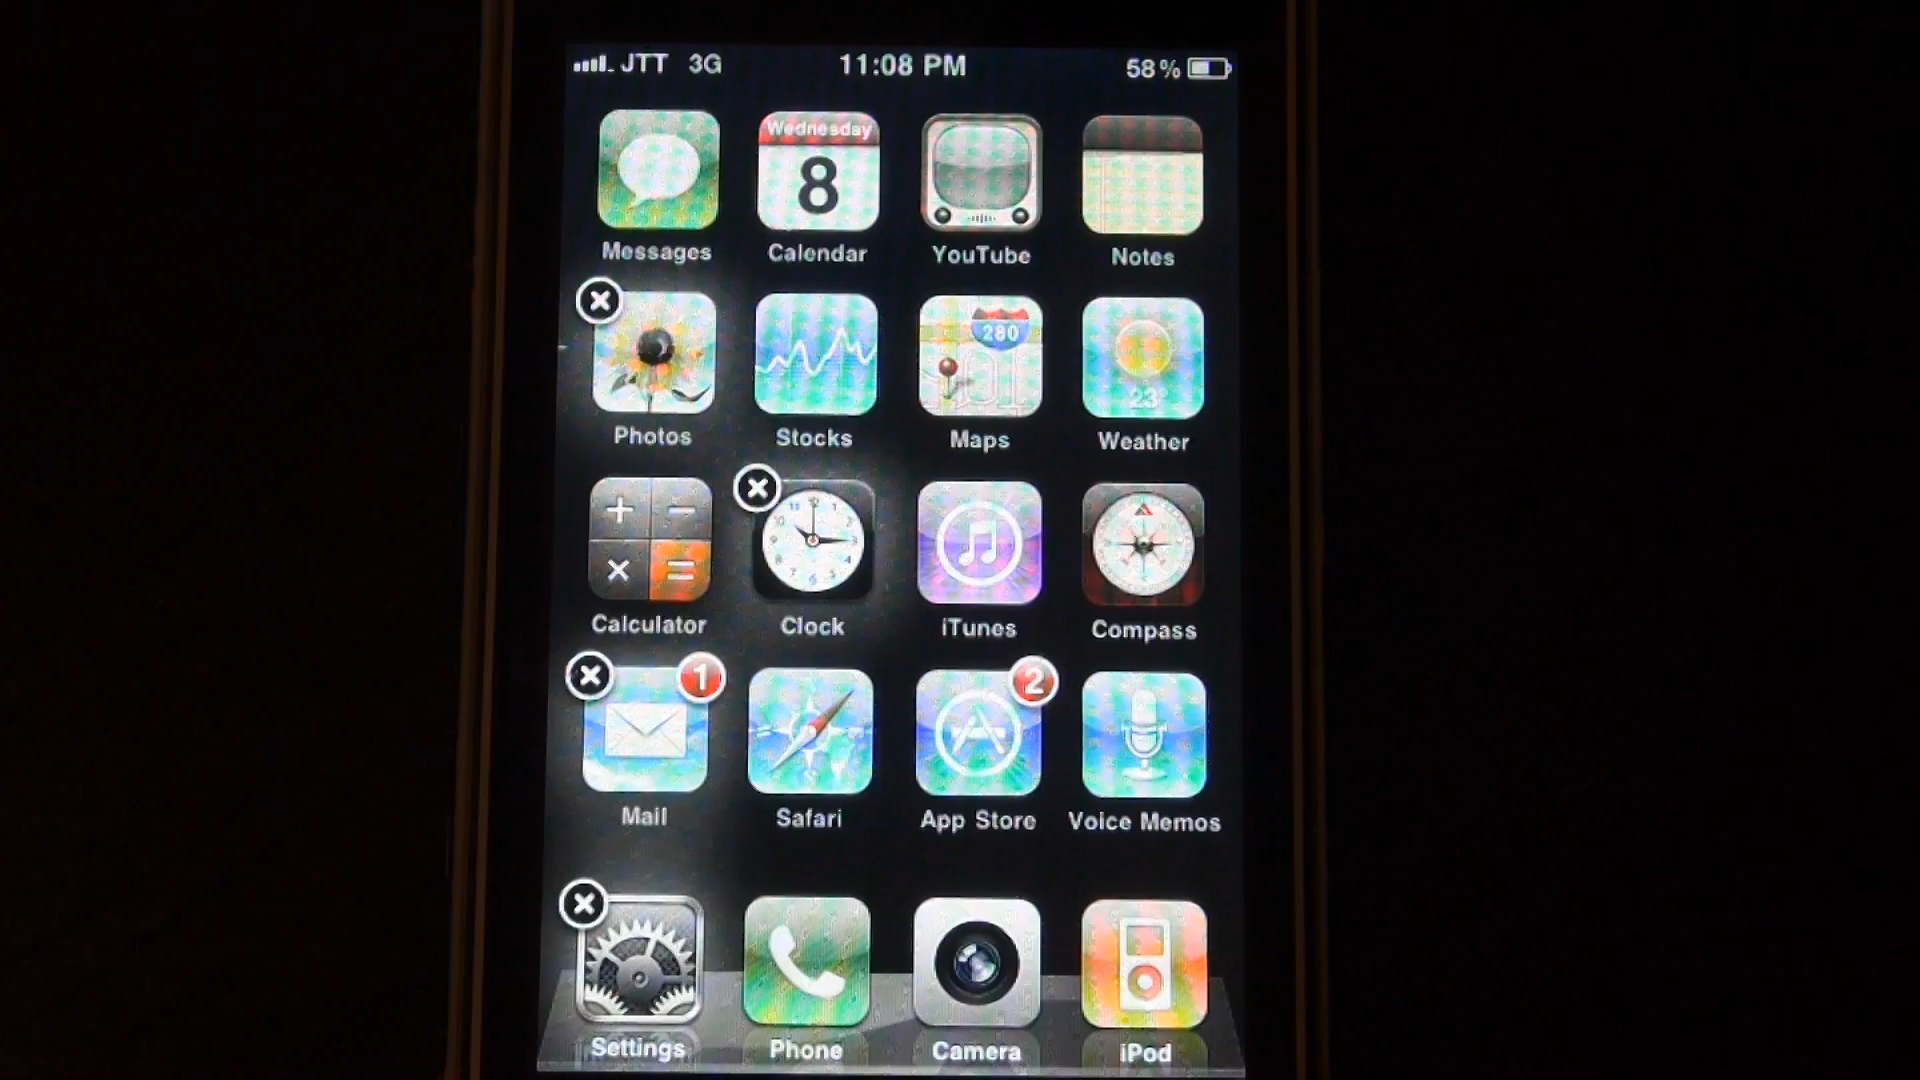 JTT 3G 11:08 PM 58%
Wednesday
8
Messages Calendar YouTube Notes
280
23°
Photos Stocks Maps Weather
+ − × =
Calculator Clock iTunes Compass
1 2
Mail Safari App Store Voice Memos
Settings Phone Camera iPod